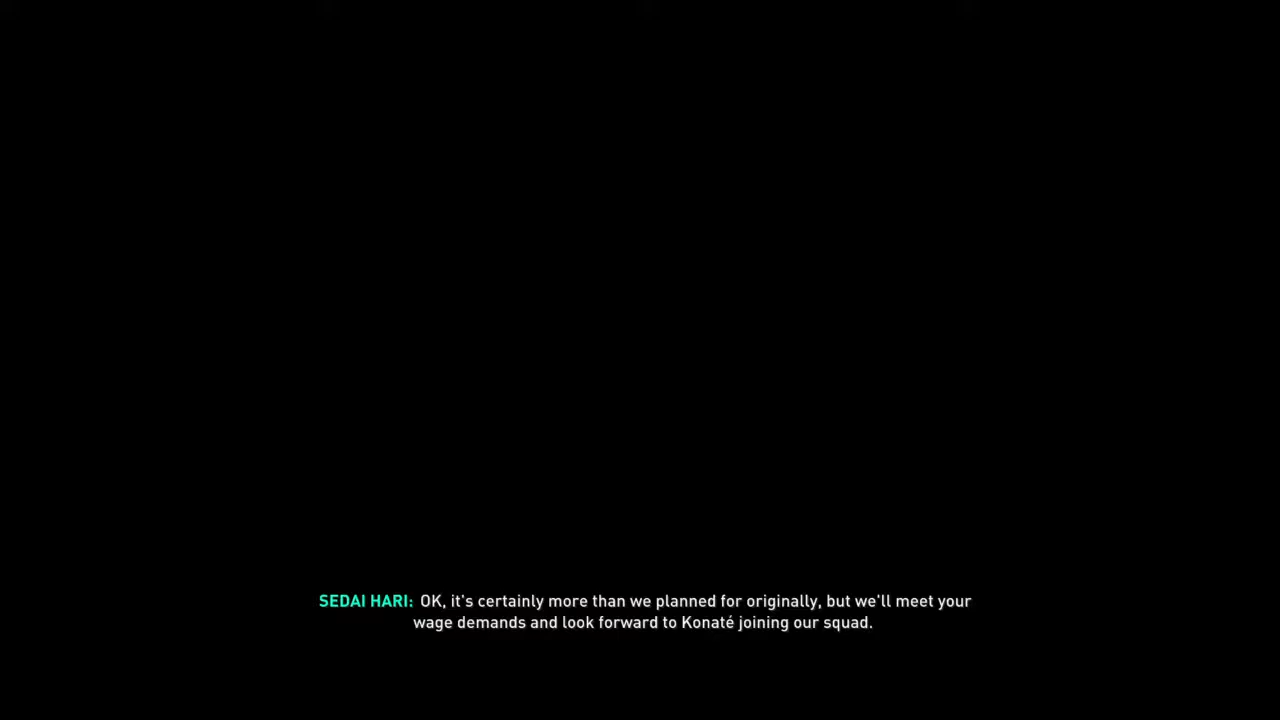 SEDAI HARI: OK, it's certainly more than we planned for originally, but we'll meet your
wage demands and look forward to Konaté joining our squad.